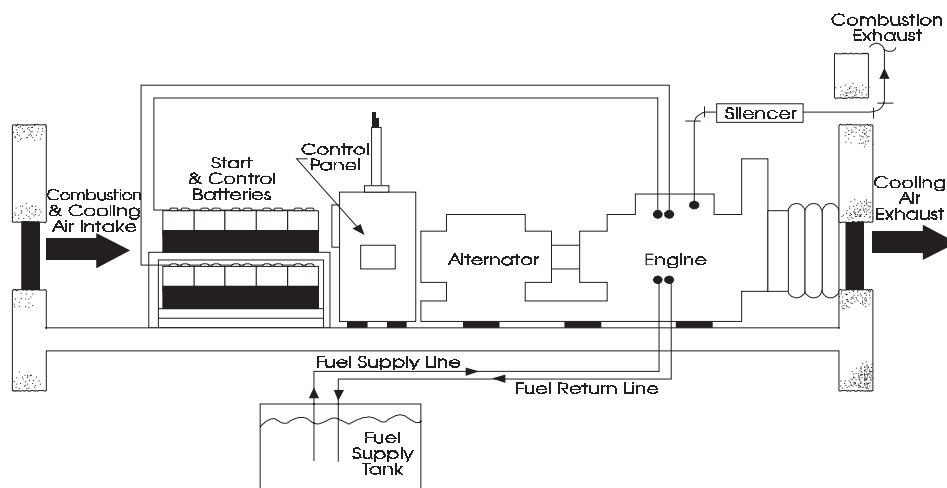 Combustion
Exhaust
Silencer
Control
Panel
Start
& Control
Batteries
Combustion
& Cooling
Air Intake
Cooling
Air
Exhaust
Alternator
Engine
Fuel Supply Line
Fuel Return Line
Fuel
Supply
Tank